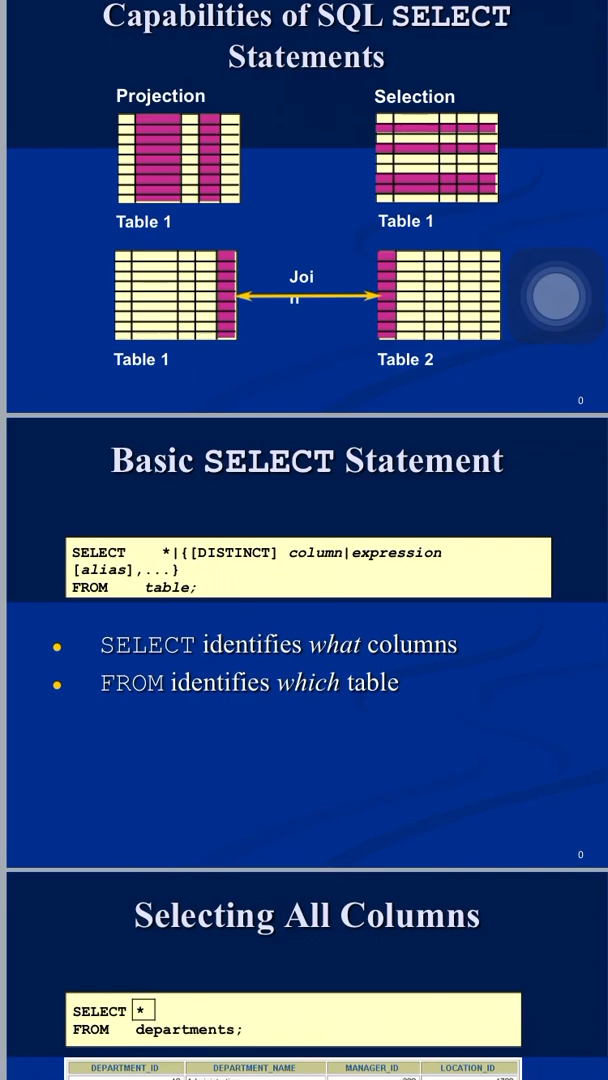 Capabilities of SQL SELECT
Statements
Projection
Selection
Table 1
Table 1
Joi
n
Table 1
Table 2
0
Basic SELECT Statement
SELECT *|{[DISTINCT] column|expression
[alias],...}
FROM table;
SELECT identifies what columns
FROM identifies which table
0
Selecting All Columns
SELECT *
FROM departments;
DEPARTMENT_ID DEPARTMENT_NAME MANAGER_ID LOCATION_ID